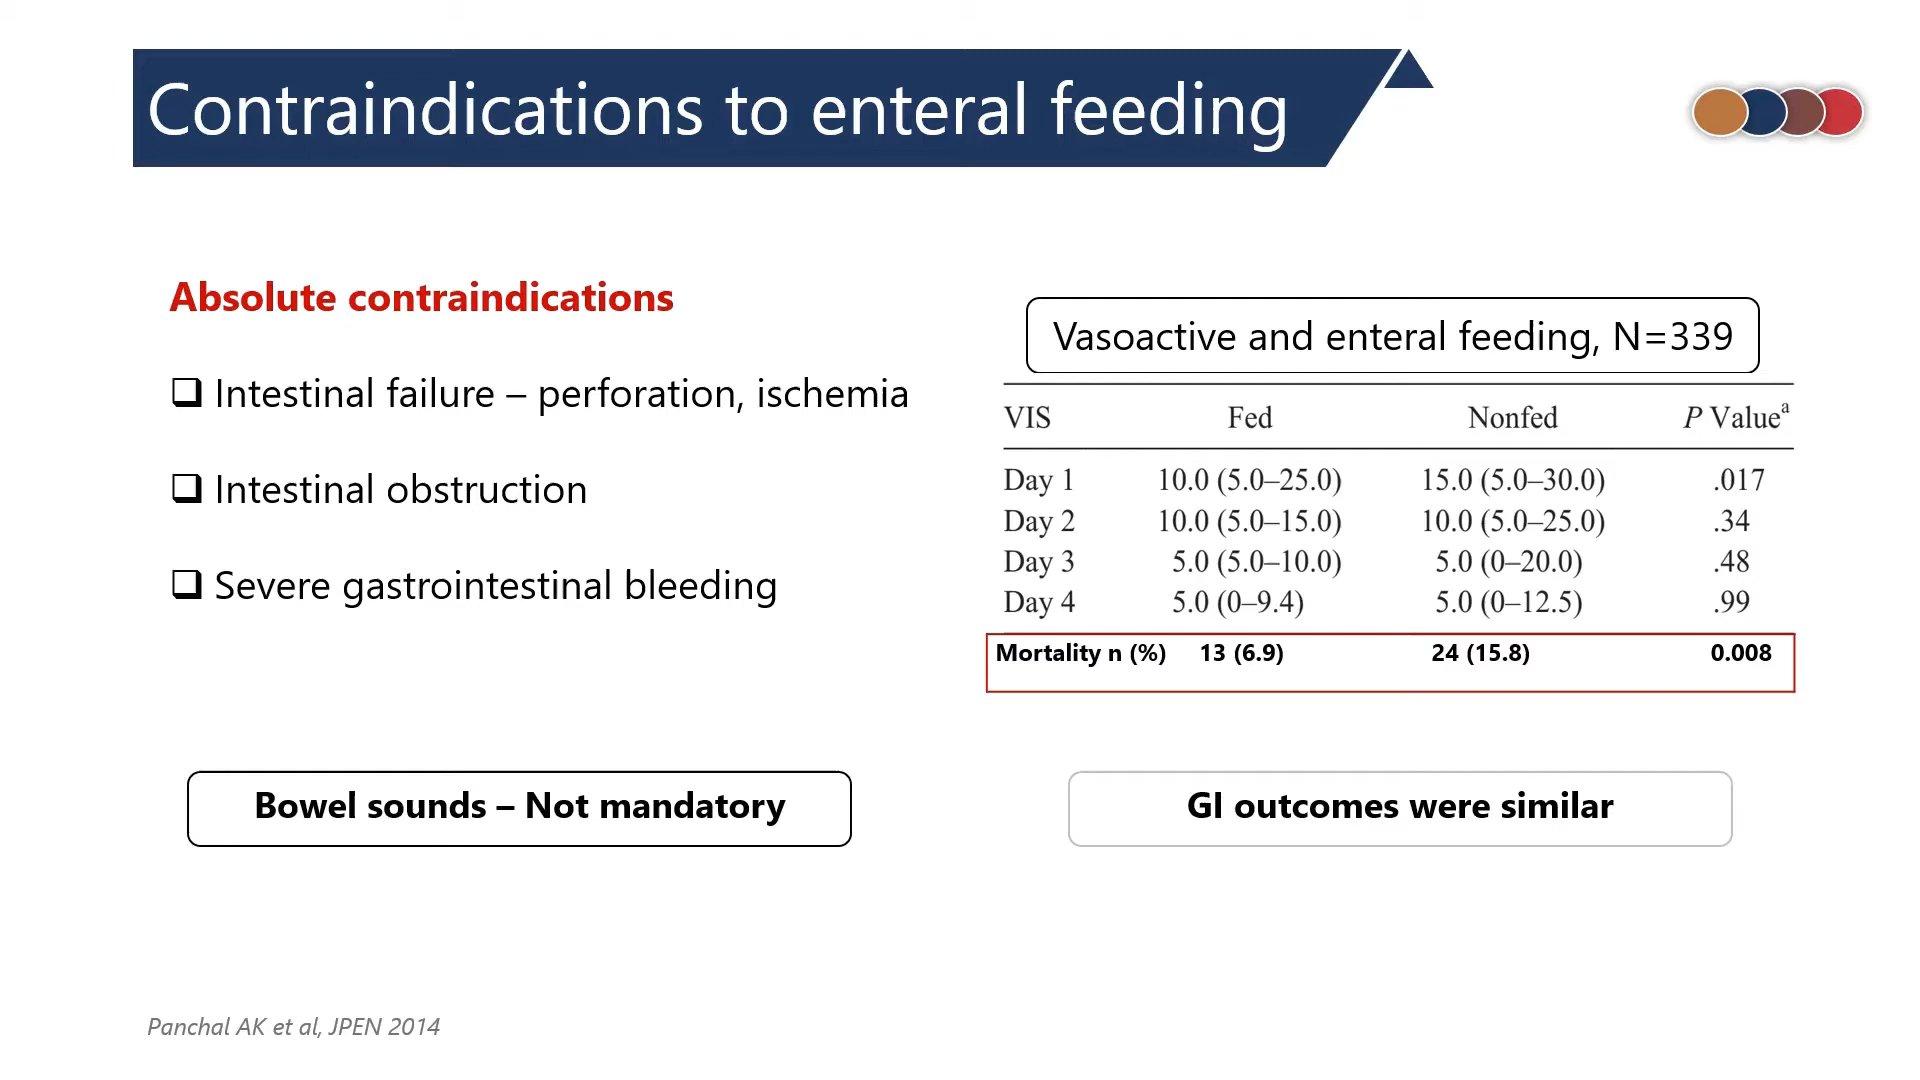 Contraindications to enteral feeding
Absolute contraindications
Intestinal failure – perforation, ischemia
Intestinal obstruction
Severe gastrointestinal bleeding
Bowel sounds – Not mandatory
Vasoactive and enteral feeding, N=339
VIS Fed Nonfed P Valueᵃ
Day 1 10.0 (5.0–25.0) 15.0 (5.0–30.0) .017
Day 2 10.0 (5.0–15.0) 10.0 (5.0–25.0) .34
Day 3 5.0 (5.0–10.0) 5.0 (0–20.0) .48
Day 4 5.0 (0–9.4) 5.0 (0–12.5) .99
Mortality n (%) 13 (6.9) 24 (15.8) 0.008
GI outcomes were similar
Panchal AK et al, JPEN 2014